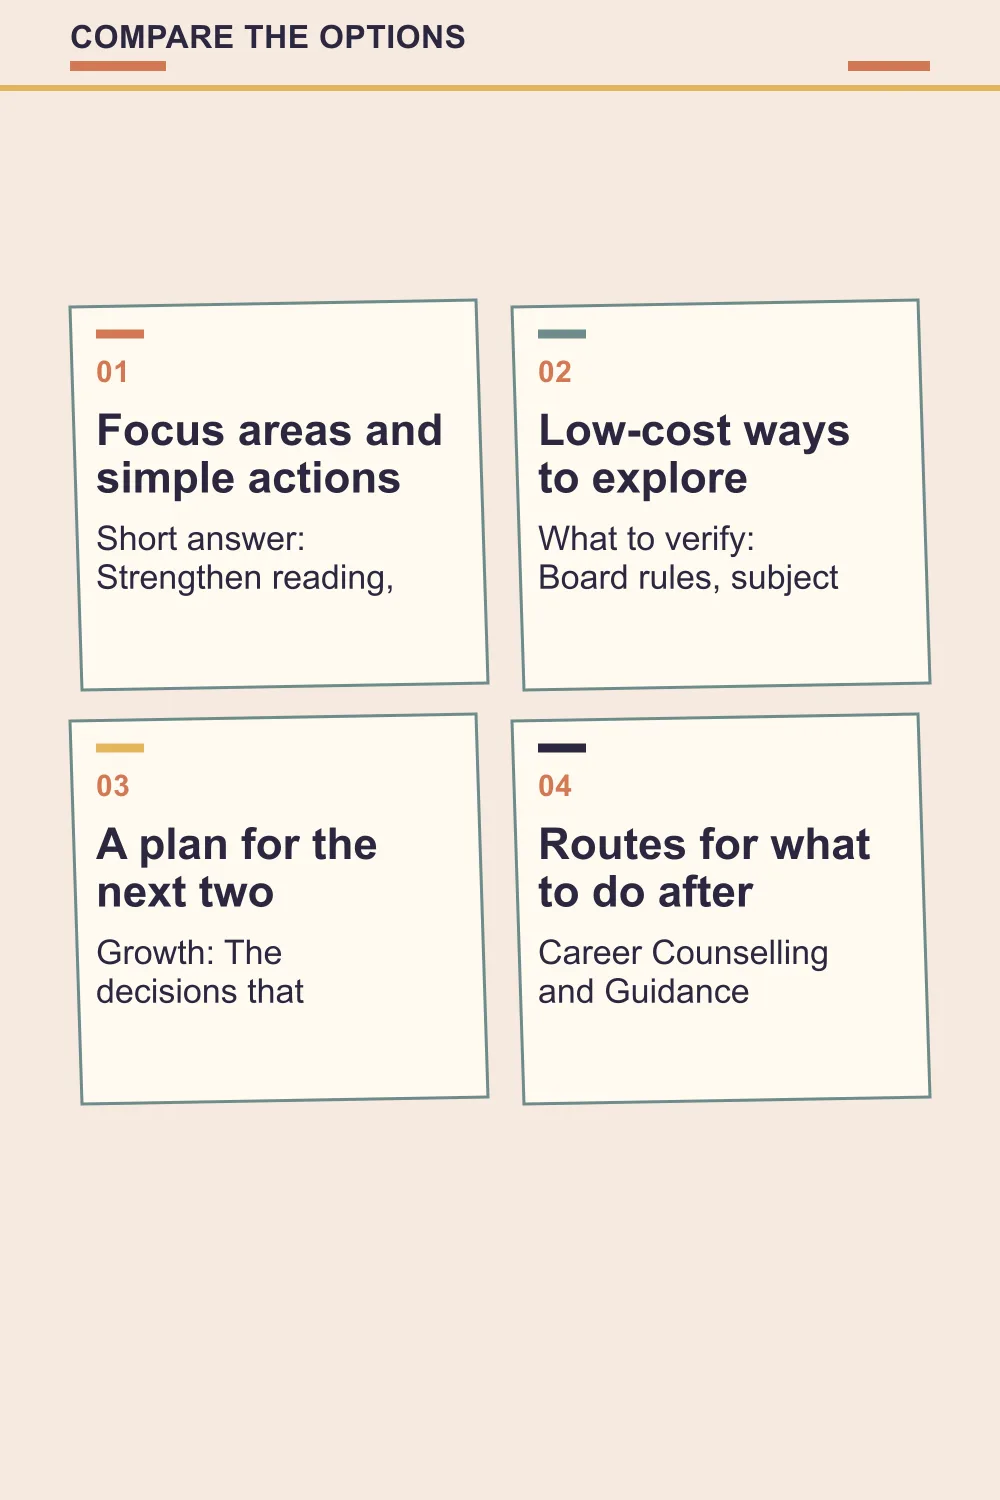 COMPARE THE OPTIONS
01
Focus areas and
simple actions
Short answer:
Strengthen reading,
02
Low-cost ways
to explore
What to verify:
Board rules, subject
03
A plan for the
next two
Growth: The
decisions that
04
Routes for what
to do after
Career Counselling
and Guidance